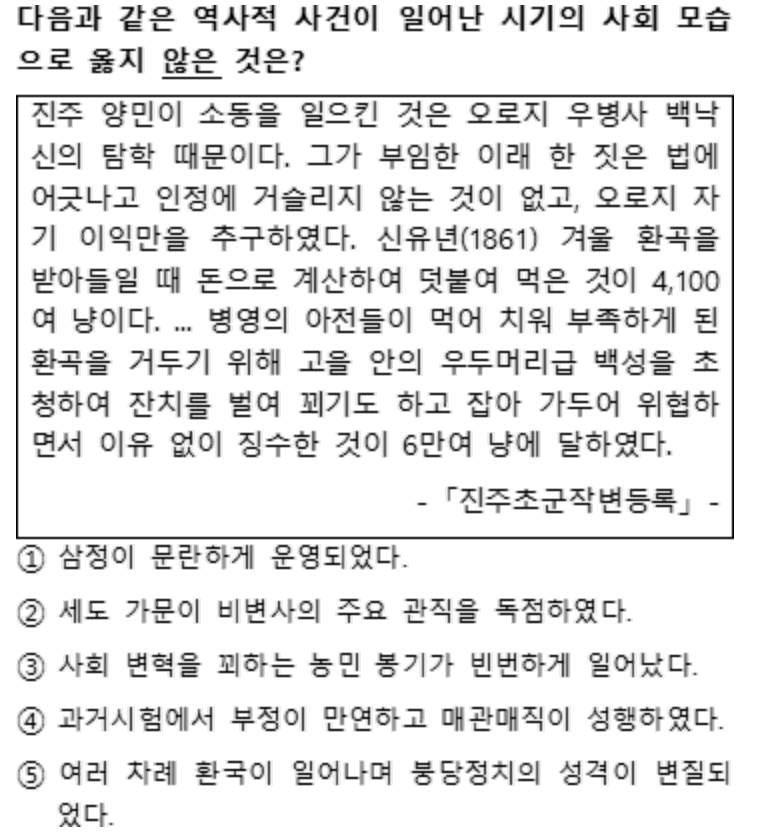 다음과 같은 역사적 사건이 일어난 시기의 사회 모습
으로 옳지 않은 것은?
진주 양민이 소동을 일으킨 것은 오로지 우병사 백낙
신의 탐학 때문이다. 그가 부임한 이래 한 짓은 법에
어긋나고 인정에 거슬리지 않는 것이 없고, 오로지 자
기 이익만을 추구하였다. 신유년(1861) 겨울 환곡을
받아들일 때 돈으로 계산하여 덧붙여 먹은 것이 4,100
여 냥이다. ... 병영의 아전들이 먹어 치워 부족하게 된
환곡을 거두기 위해 고을 안의 우두머리급 백성을 초
청하여 잔치를 벌여 꾀기도 하고 잡아 가두어 위협하
면서 이유 없이 징수한 것이 6만여 냥에 달하였다.
-「진주초군작변등록」-
① 삼정이 문란하게 운영되었다.
② 세도 가문이 비변사의 주요 관직을 독점하였다.
③ 사회 변혁을 꾀하는 농민 봉기가 빈번하게 일어났다.
④ 과거시험에서 부정이 만연하고 매관매직이 성행하였다.
⑤ 여러 차례 환국이 일어나며 붕당정치의 성격이 변질되
었다.